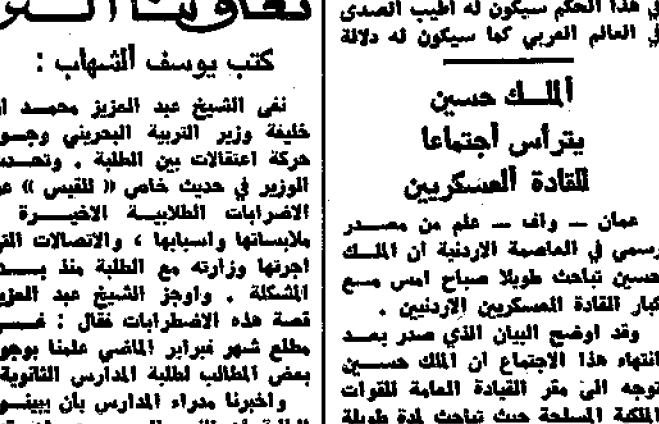 في هذا الحكم سيكون له اطيب الصدى
في العالم العربي كما سيكون له دلالة
الملك حسين
يترأس اجتماعا
للقادة العسكريين
عمان — واف — علم من مصدر
رسمي في العاصمة الاردنية ان الملك
حسين تباحث طويلا صباح امس مع
كبار القادة العسكريين الاردنيين .
وقد اوضح البيان الذي صدر بعد
انتهاء هذا الاجتماع ان الملك حسين
توجه الى مقر القيادة العامة للقوات
الملكية المسلحة حيث تباحث لمدة طويلة
كتب يوسف الشهاب :
نفى الشيخ عبد العزيز محمد
خليفة وزير التربية البحريني وجود
حركة اعتقالات بين الطلبة . وتحدث
الوزير في حديث خاص « للقبس »
الاضرابات الطلابية الاخيرة
ملابساتها واسبابها ، والاتصالات التي
اجرتها وزارته مع الطلبة منذ بدء
المشكلة . واوجز الشيخ عبد العزيز
قصة هذه الاضطرابات فقال :
مطلع شهر فبراير الماضي علمنا بوجود
بعض المطالب لطلبة المدارس الثانوية
واخبرنا مدراء المدارس بان يبينوا